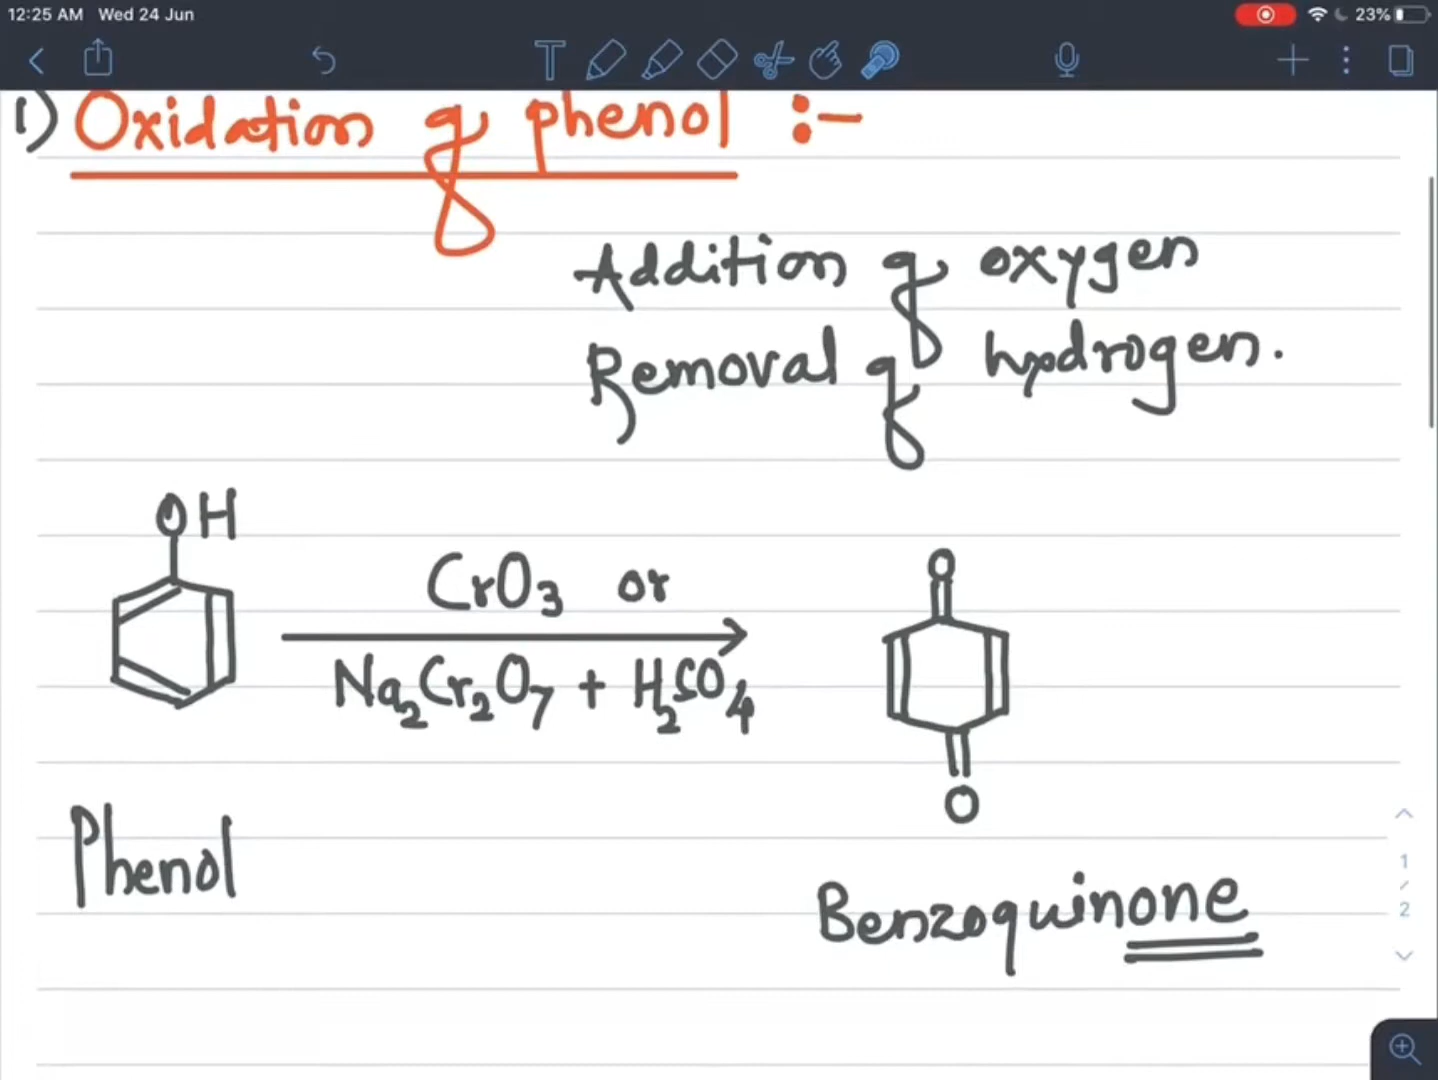 12:25 AM Wed 24 Jun
23%
T
1) Oxidation of phenol :-
Addition of oxygen
Removal of hydrogen.
OH
CrO3 or
Na2Cr2O7 + H2SO4
O
O
Phenol
Benzoquinone
1
2